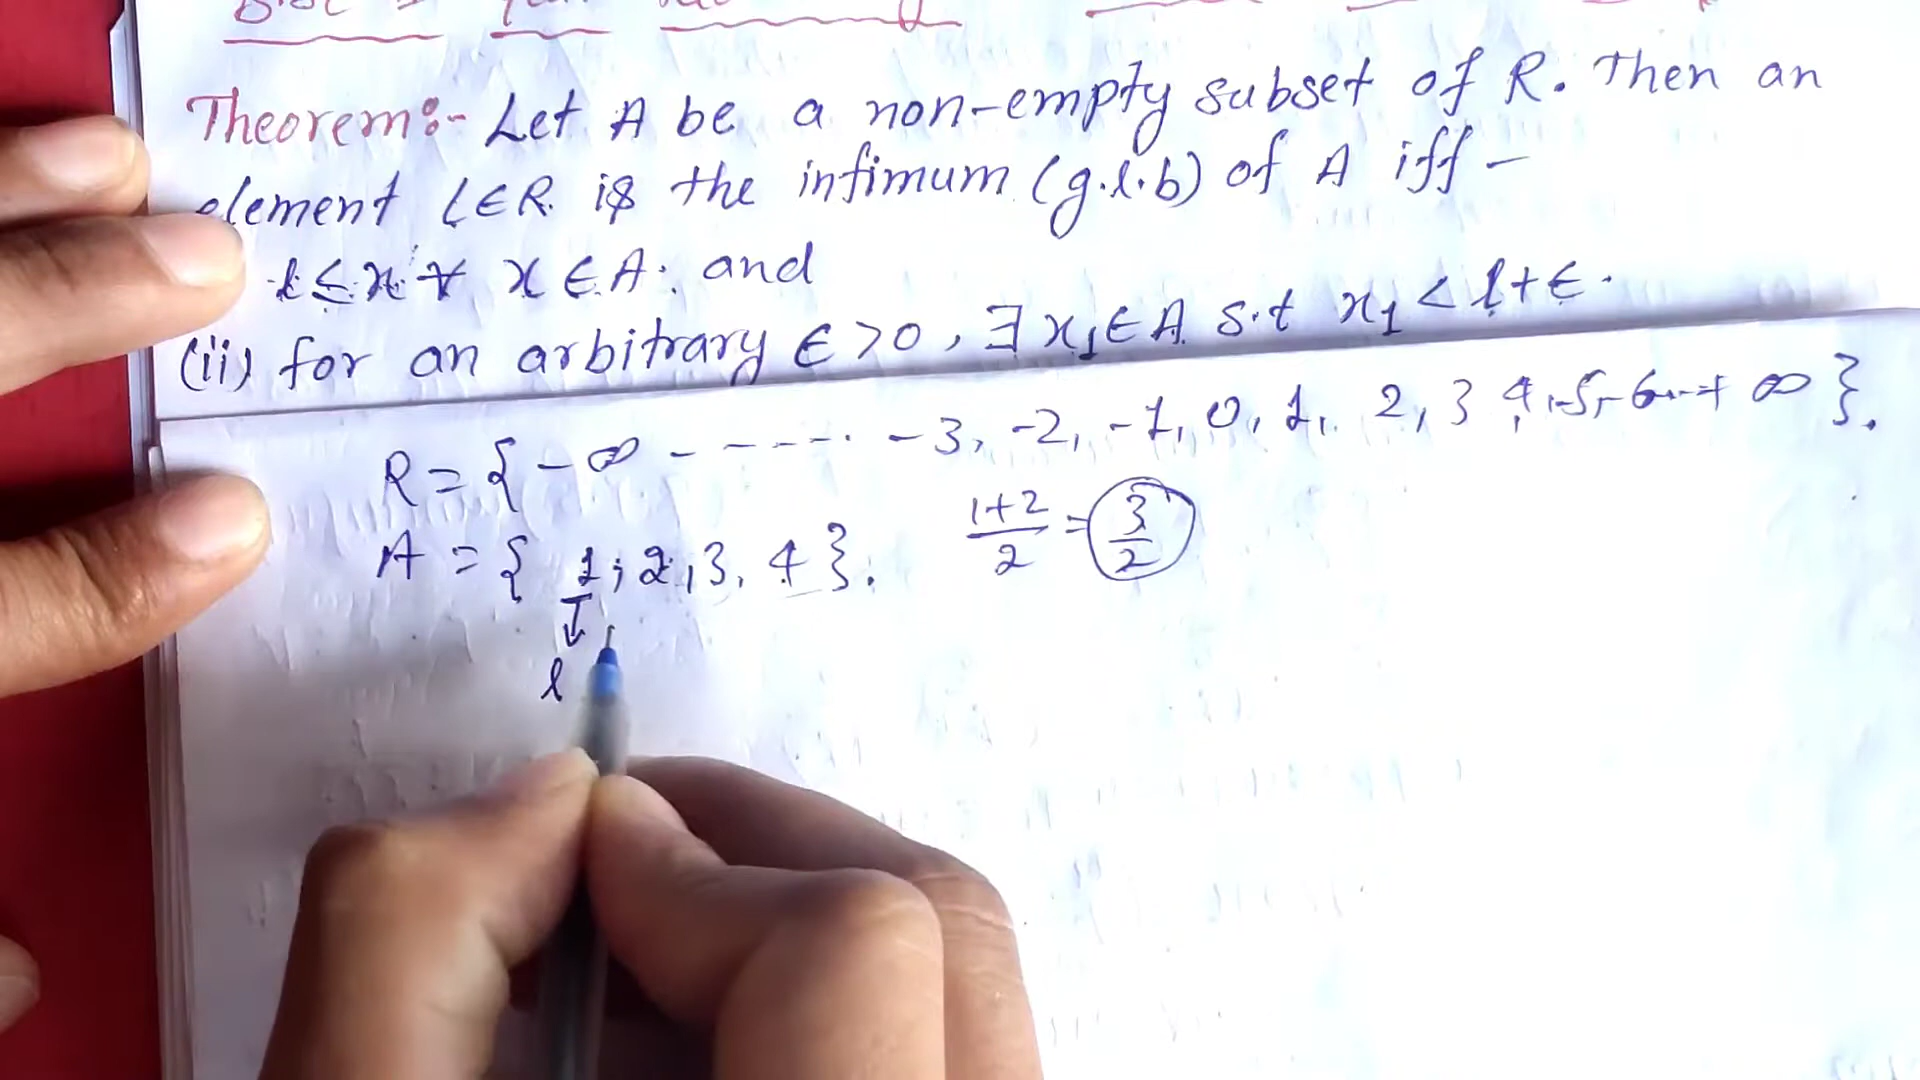 Theorem:- Let A be a non-empty subset of R. Then an
element l∈R is the infimum (g.l.b) of A iff –
l ≤ x ∀ x ∈ A. and
(ii) for an arbitrary ∈ > 0, ∃ x₁∈A s.t x₁ < l+∈.
R = { - ∞ - - - - - . . - 3, -2, -1, 0, 1, 2, 3 4, 5, 6 . . + ∞ }.
A = { 1, 2, 3, 4 }. 1+2/2 = 3/2
l